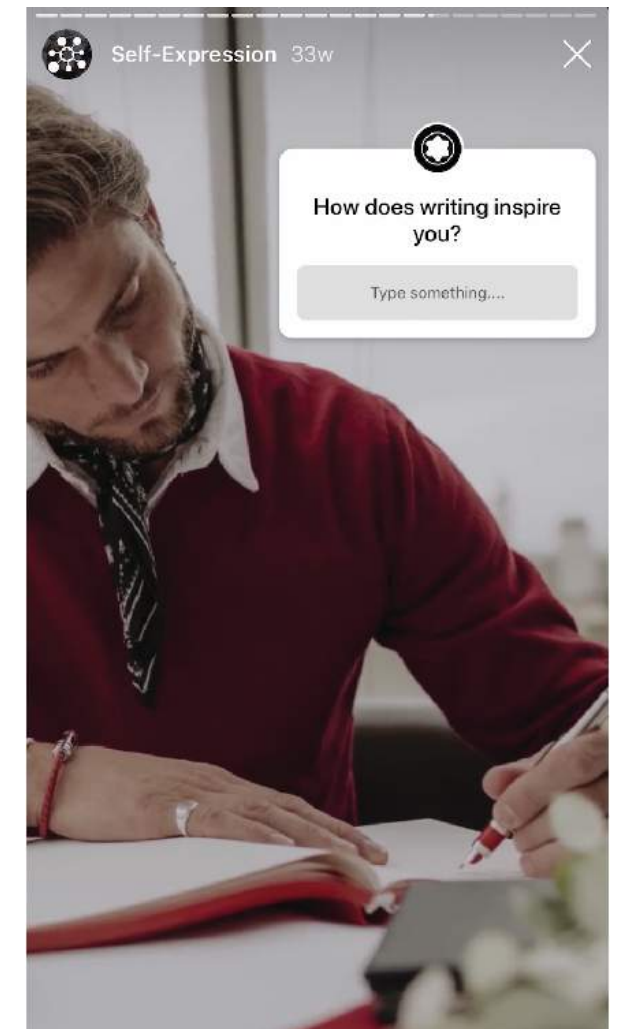 Self-Expression 33w
How does writing inspire
you?
Type something....